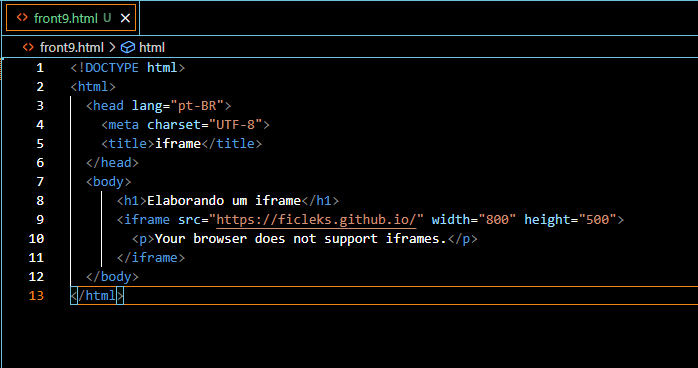 <> front9.html U ×
<> front9.html > html
1 <!DOCTYPE html>
2 <html>
3 <head lang="pt-BR">
4 <meta charset="UTF-8">
5 <title>iframe</title>
6 </head>
7 <body>
8 <h1>Elaborando um iframe</h1>
9 <iframe src="https://ficleks.github.io/" width="800" height="500">
10 <p>Your browser does not support iframes.</p>
11 </iframe>
12 </body>
13 </html>